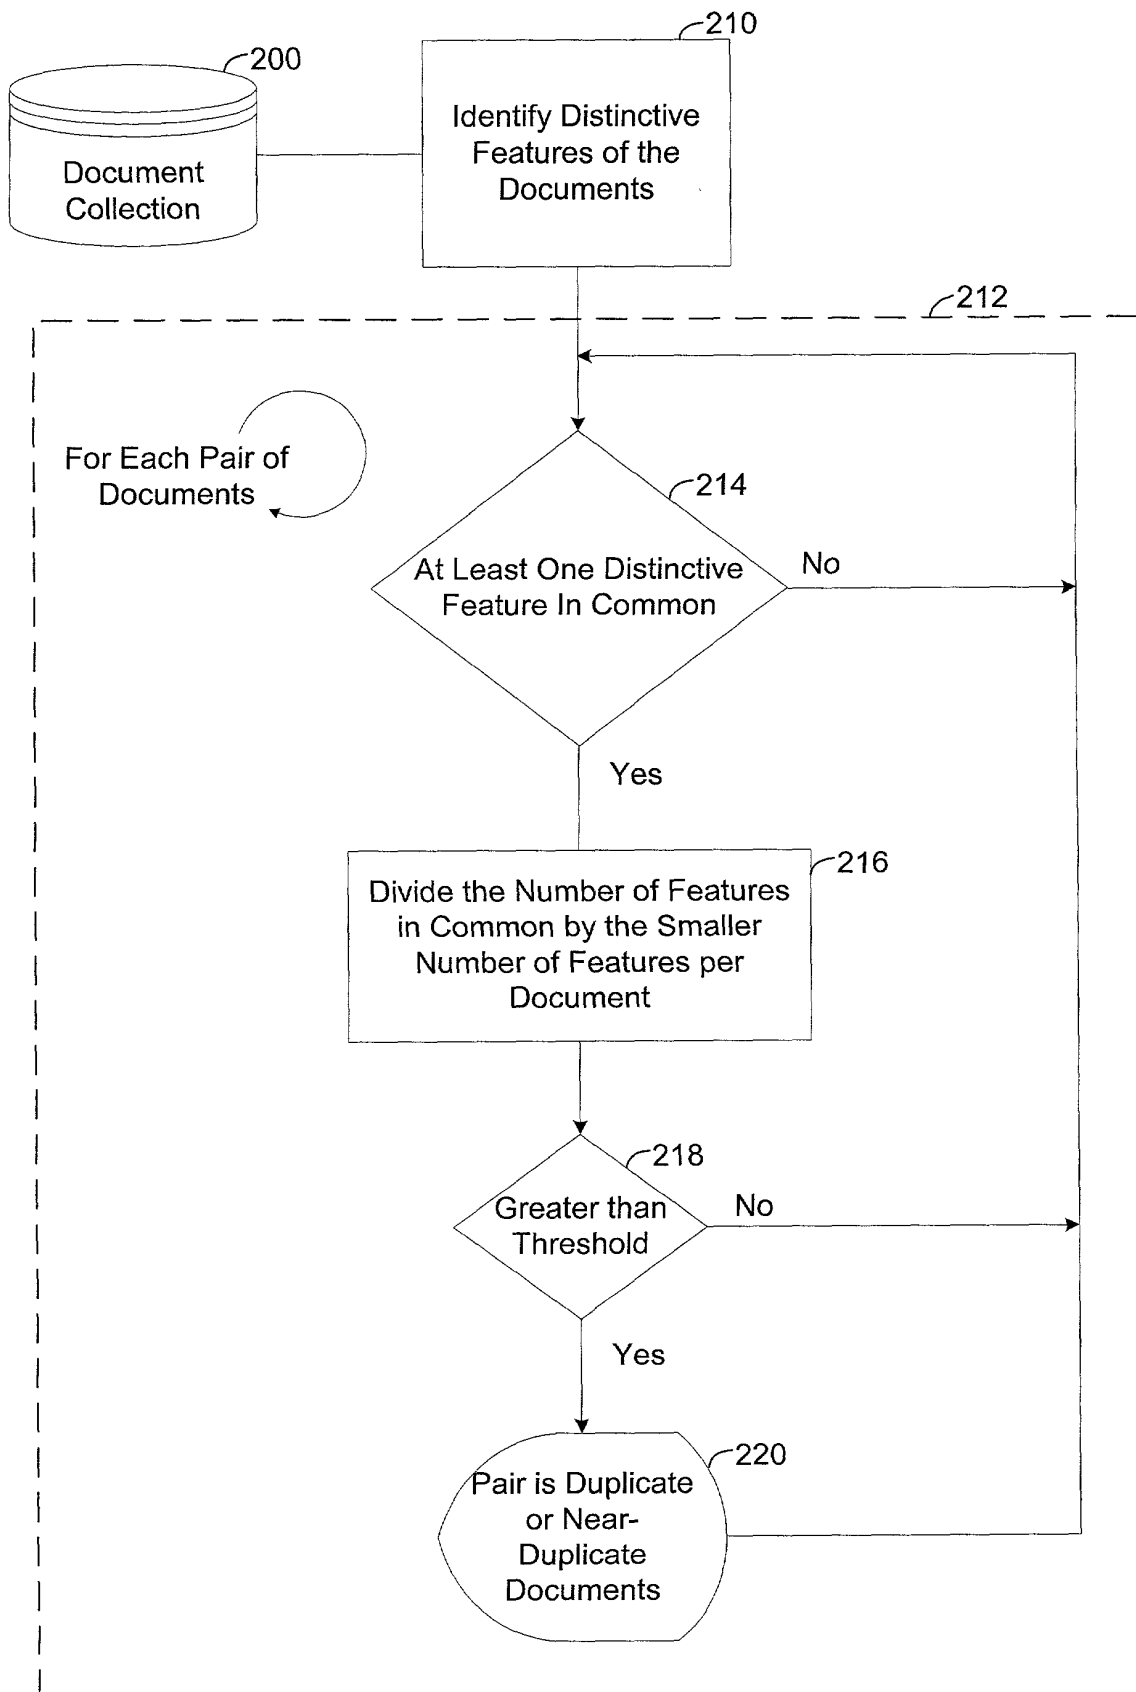 210
200
Identify Distinctive
Features of the
Documents
Document
Collection
212
For Each Pair of
Documents
214
At Least One Distinctive
Feature In Common
No
Yes
216
Divide the Number of Features
in Common by the Smaller
Number of Features per
Document
218
Greater than
Threshold
No
Yes
220
Pair is Duplicate
or Near-
Duplicate
Documents